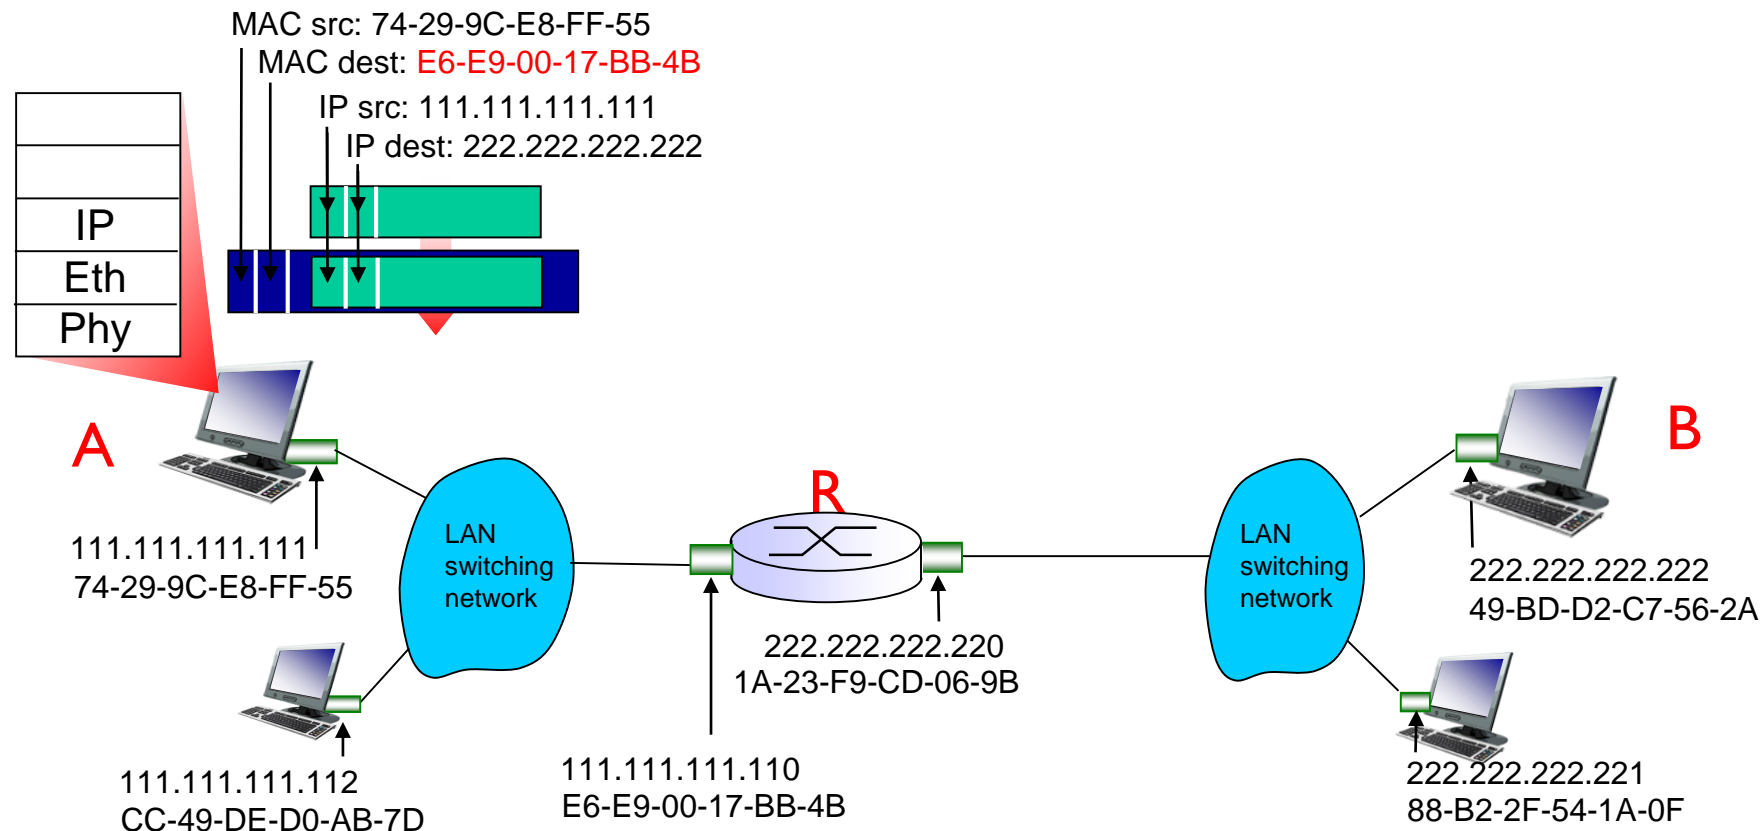 MAC src: 74-29-9C-E8-FF-55
MAC dest: E6-E9-00-17-BB-4B
IP src: 111.111.111.111
IP dest: 222.222.222.222
IP
Eth
Phy
A
R
B
LAN
switching
network
LAN
switching
network
111.111.111.111
74-29-9C-E8-FF-55
222.222.222.222
49-BD-D2-C7-56-2A
222.222.222.220
1A-23-F9-CD-06-9B
111.111.111.112
CC-49-DE-D0-AB-7D
111.111.111.110
E6-E9-00-17-BB-4B
222.222.222.221
88-B2-2F-54-1A-0F